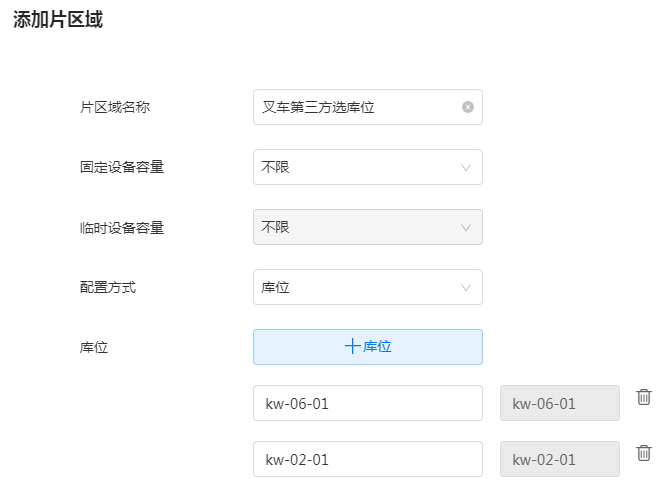 添加片区域
片区域名称 叉车第三方选库位
固定设备容量 不限
临时设备容量 不限
配置方式 库位
库位 +库位
kw-06-01 kw-06-01
kw-02-01 kw-02-01